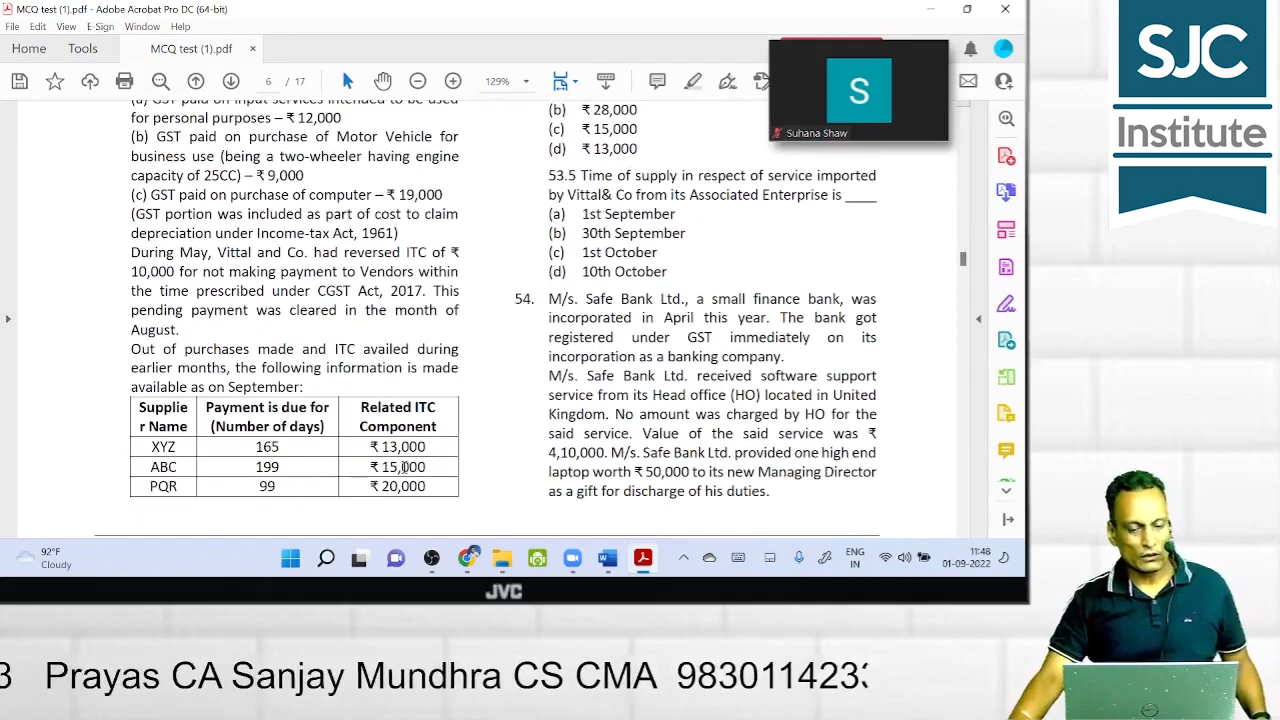 MCQ test (1).pdf - Adobe Acrobat Pro DC (64-bit)
File Edit View E-Sign Window Help
Home Tools MCQ test (1).pdf ×
6 / 17 129%
(a) GST paid on input services intended to be used
for personal purposes – ₹ 12,000
(b) GST paid on purchase of Motor Vehicle for
business use (being a two-wheeler having engine
capacity of 25CC) – ₹ 9,000
(c) GST paid on purchase of computer – ₹ 19,000
(GST portion was included as part of cost to claim
depreciation under Income Tax Act, 1961)
During May, Vittal and Co. had reversed ITC of ₹
10,000 for not making payment to Vendors within
the time prescribed under CGST Act, 2017. This
pending payment was cleared in the month of
August.
Out of purchases made and ITC availed during
earlier months, the following information is made
available as on September:
Supplie Payment is due for Related ITC
r Name (Number of days) Component
XYZ 165 ₹ 13,000
ABC 199 ₹ 15,000
PQR 99 ₹ 20,000
(b) ₹ 28,000
(c) ₹ 15,000
(d) ₹ 13,000
53.5 Time of supply in respect of service imported
by Vittal& Co from its Associated Enterprise is ____
(a) 1st September
(b) 30th September
(c) 1st October
(d) 10th October
54. M/s. Safe Bank Ltd., a small finance bank, was
incorporated in April this year. The bank got
registered under GST immediately on its
incorporation as a banking company.
M/s. Safe Bank Ltd. received software support
service from its Head office (HO) located in United
Kingdom. No amount was charged by HO for the
said service. Value of the said service was ₹
4,10,000. M/s. Safe Bank Ltd. provided one high end
laptop worth ₹ 50,000 to its new Managing Director
as a gift for discharge of his duties.
S
Suhana Shaw
SJC
Institute
92°F
Cloudy
ENG
IN
11:48
01-09-2022
JVC
3 Prayas CA Sanjay Mundhra CS CMA 9830114233